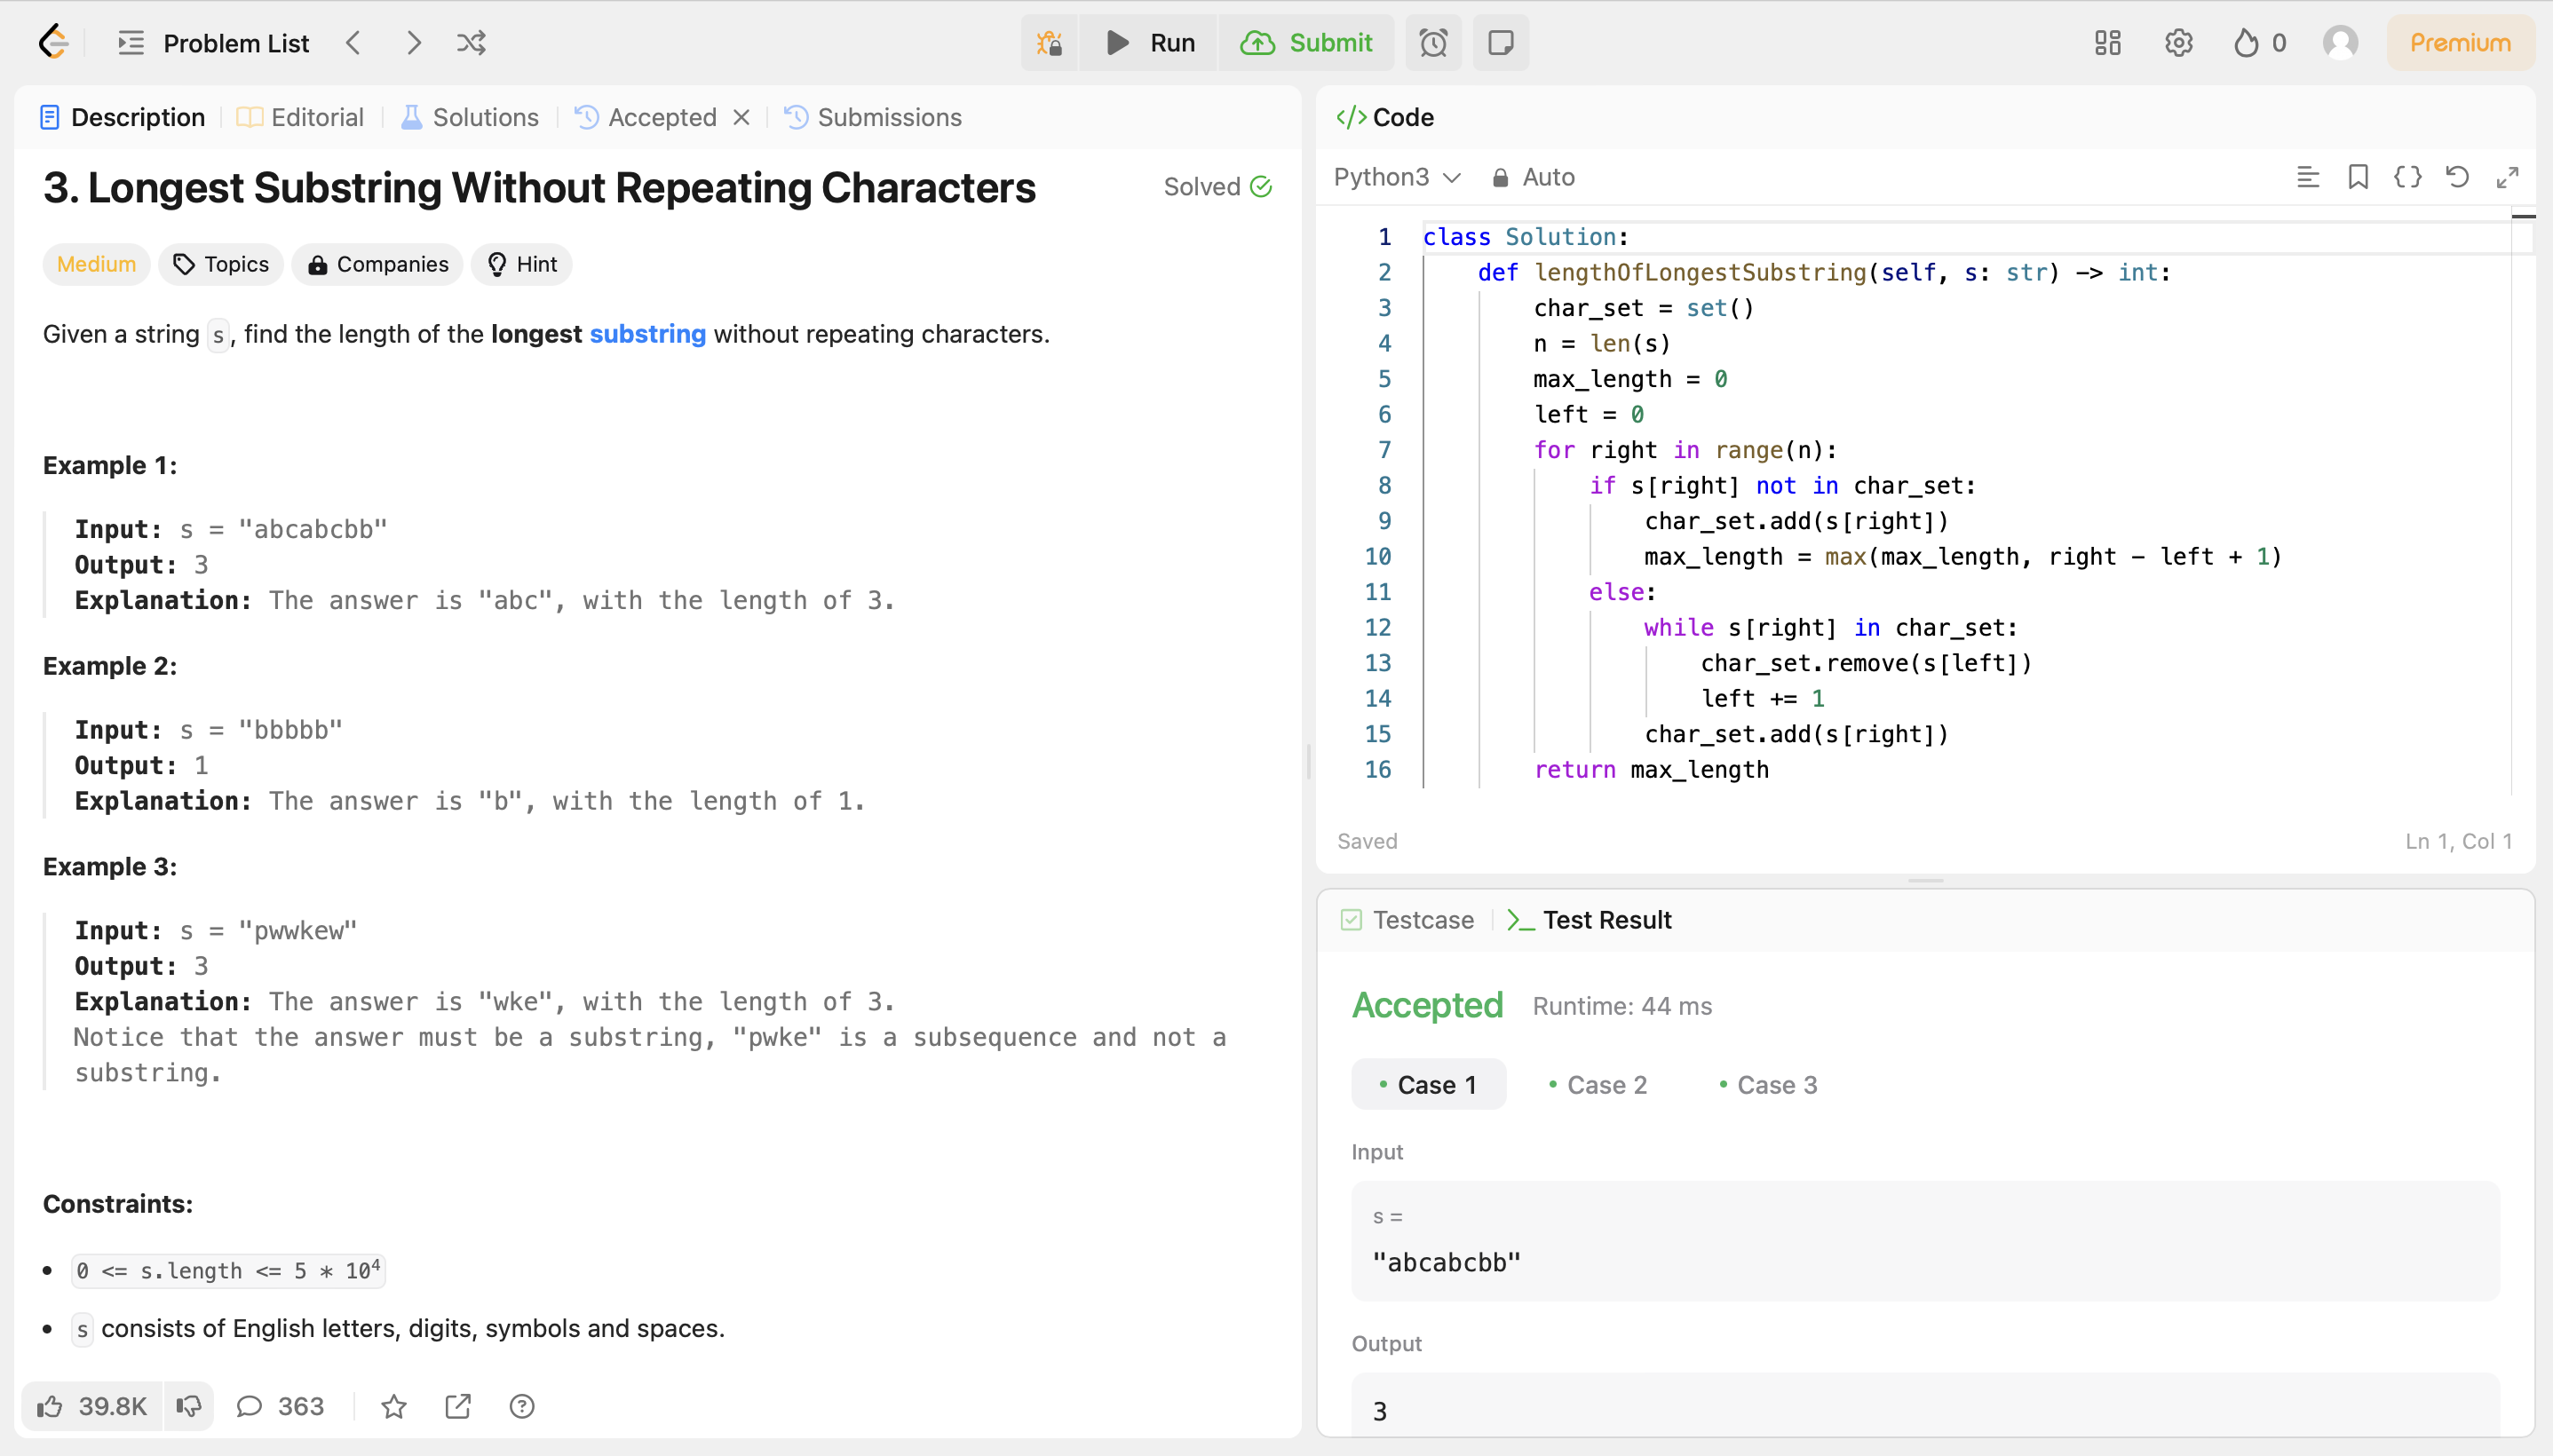 Problem List
Run
Submit
0
Premium
Description
Editorial
Solutions
Accepted
Submissions
3. Longest Substring Without Repeating Characters
Solved
Medium
Topics
Companies
Hint
Given a string s, find the length of the longest substring without repeating characters.
Example 1:
Input: s = "abcabcbb"
Output: 3
Explanation: The answer is "abc", with the length of 3.
Example 2:
Input: s = "bbbbb"
Output: 1
Explanation: The answer is "b", with the length of 1.
Example 3:
Input: s = "pwwkew"
Output: 3
Explanation: The answer is "wke", with the length of 3.
Notice that the answer must be a substring, "pwke" is a subsequence and not a
substring.
Constraints:
• 0 <= s.length <= 5 * 10⁴
• s consists of English letters, digits, symbols and spaces.
39.8K
363
</> Code
Python3
Auto
1 class Solution:
2     def lengthOfLongestSubstring(self, s: str) -> int:
3         char_set = set()
4         n = len(s)
5         max_length = 0
6         left = 0
7         for right in range(n):
8             if s[right] not in char_set:
9                 char_set.add(s[right])
10                 max_length = max(max_length, right - left + 1)
11             else:
12                 while s[right] in char_set:
13                     char_set.remove(s[left])
14                     left += 1
15                 char_set.add(s[right])
16         return max_length
Saved
Ln 1, Col 1
Testcase
Test Result
Accepted
Runtime: 44 ms
• Case 1
• Case 2
• Case 3
Input
s =
"abcabcbb"
Output
3